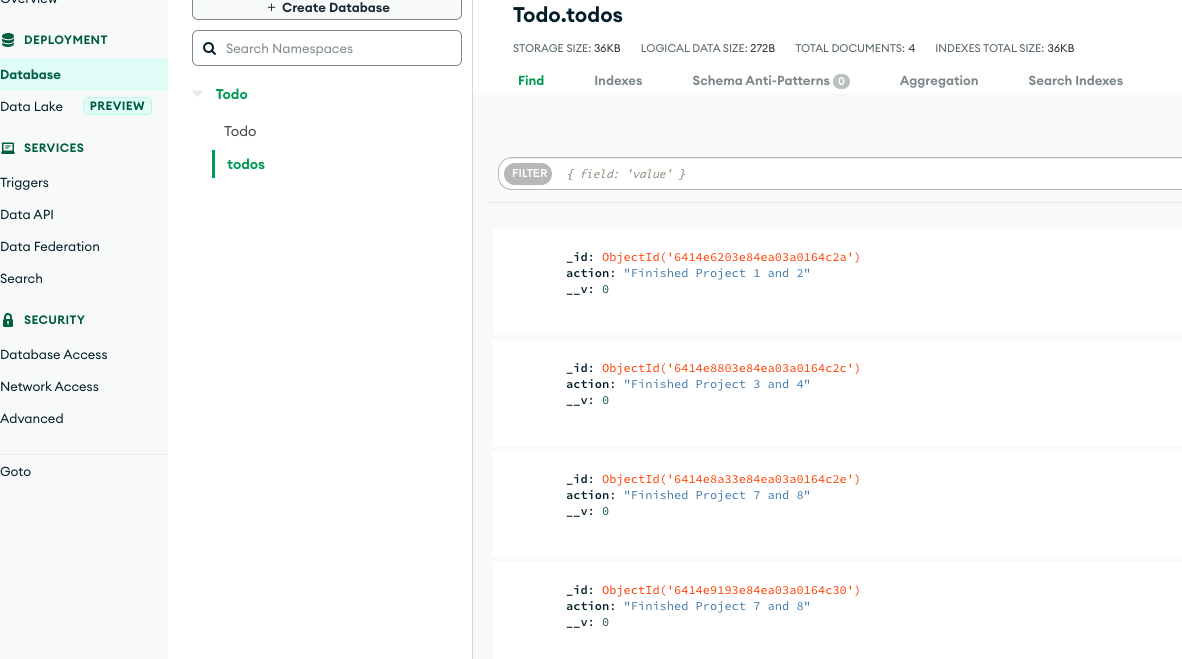 Overview
DEPLOYMENT
Database
Data Lake PREVIEW
SERVICES
Triggers
Data API
Data Federation
Search
SECURITY
Database Access
Network Access
Advanced
Goto
+ Create Database
Search Namespaces
Todo
Todo
todos
Todo.todos
STORAGE SIZE: 36KB LOGICAL DATA SIZE: 272B TOTAL DOCUMENTS: 4 INDEXES TOTAL SIZE: 36KB
Find Indexes Schema Anti-Patterns 0 Aggregation Search Indexes
FILTER { field: 'value' }
_id: ObjectId('6414e6203e84ea03a0164c2a')
action: "Finished Project 1 and 2"
__v: 0
_id: ObjectId('6414e8803e84ea03a0164c2c')
action: "Finished Project 3 and 4"
__v: 0
_id: ObjectId('6414e8a33e84ea03a0164c2e')
action: "Finished Project 7 and 8"
__v: 0
_id: ObjectId('6414e9193e84ea03a0164c30')
action: "Finished Project 7 and 8"
__v: 0